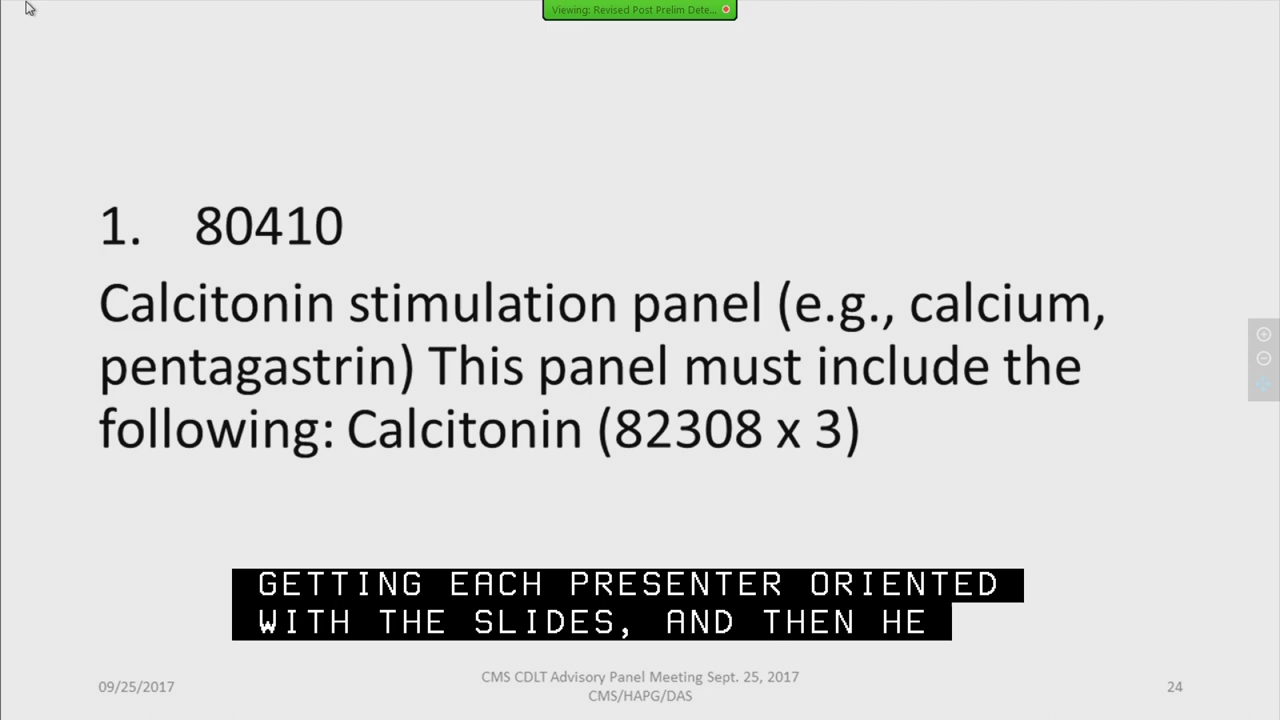 Viewing: Revised Post Prelim Dete...
1. 80410
Calcitonin stimulation panel (e.g., calcium,
pentagastrin) This panel must include the
following: Calcitonin (82308 x 3)
GETTING EACH PRESENTER ORIENTED
WITH THE SLIDES, AND THEN HE
09/25/2017
CMS CDLT Advisory Panel Meeting Sept. 25, 2017
CMS/HAPG/DAS
24